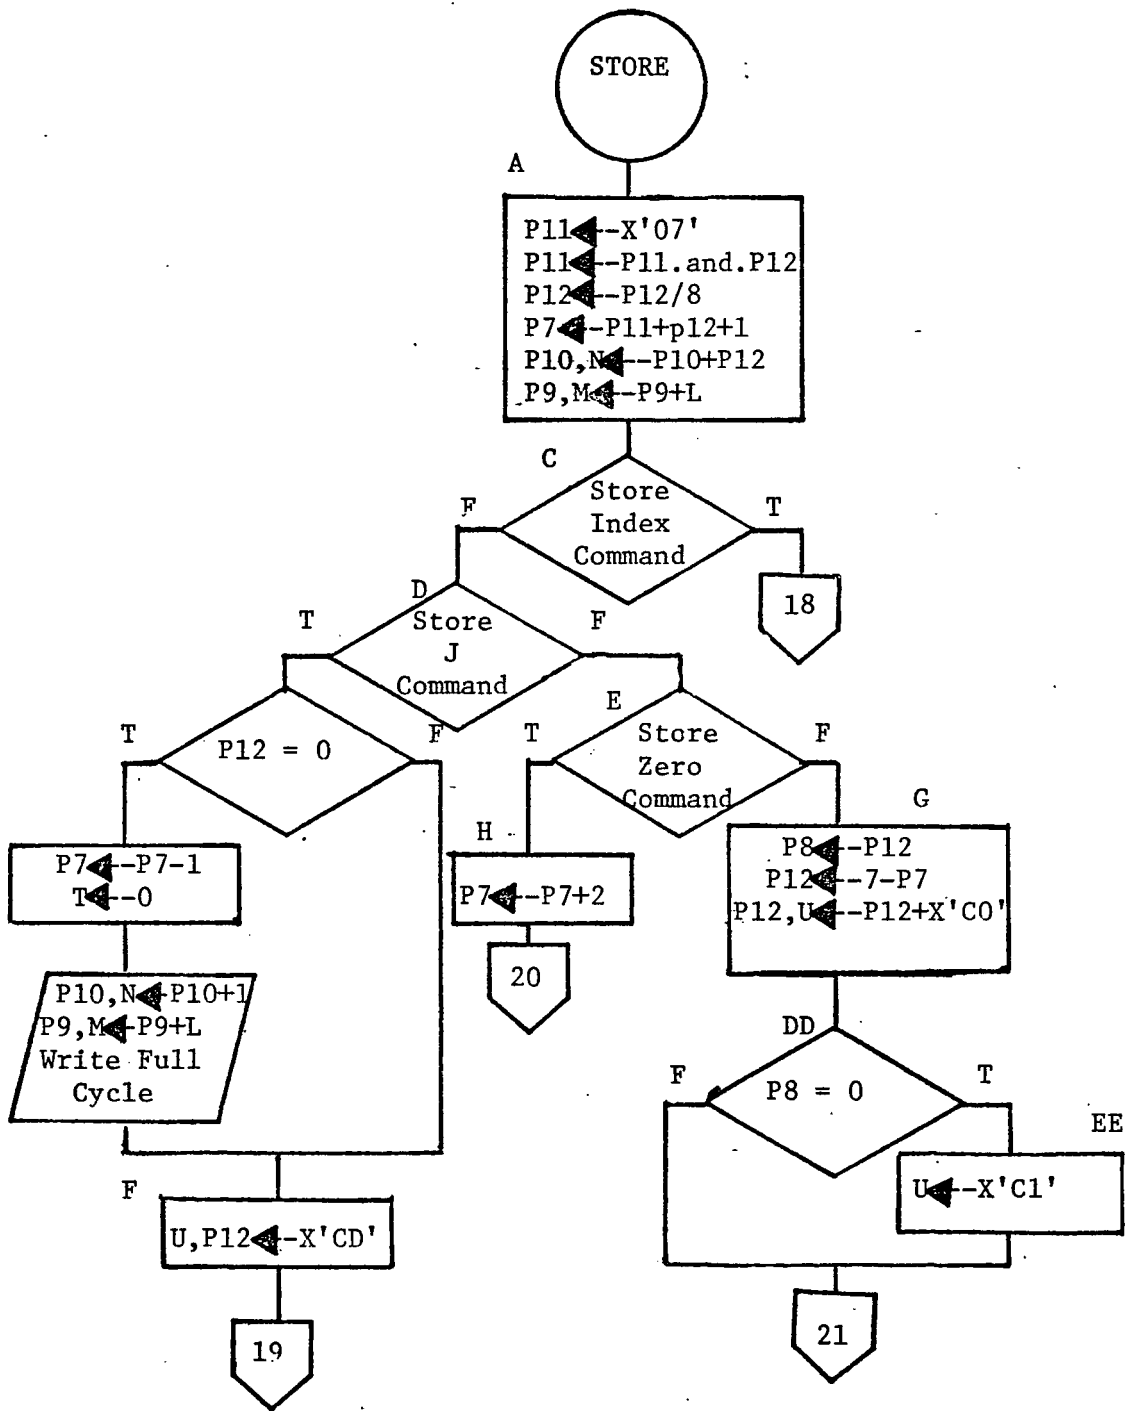 STORE
A
P11◄--X'07'
P11◄--P11.and.P12
P12◄--P12/8
P7◄--P11+p12+1
P10,N◄--P10+P12
P9,M◄--P9+L
C
Store
Index
Command
F
T
18
D
Store
J
Command
T
F
P12 = 0
T
F
E
Store
Zero
Command
T
F
P7◄--P7-1
T◄--0
H
P7◄--P7+2
20
G
P8◄--P12
P12◄--7-P7
P12,U◄--P12+X'C0'
P10,N◄-P10+1
P9,M◄-P9+L
Write Full
Cycle
DD
P8 = 0
F
T
EE
U◄--X'C1'
F
U,P12◄--X'CD'
19
21